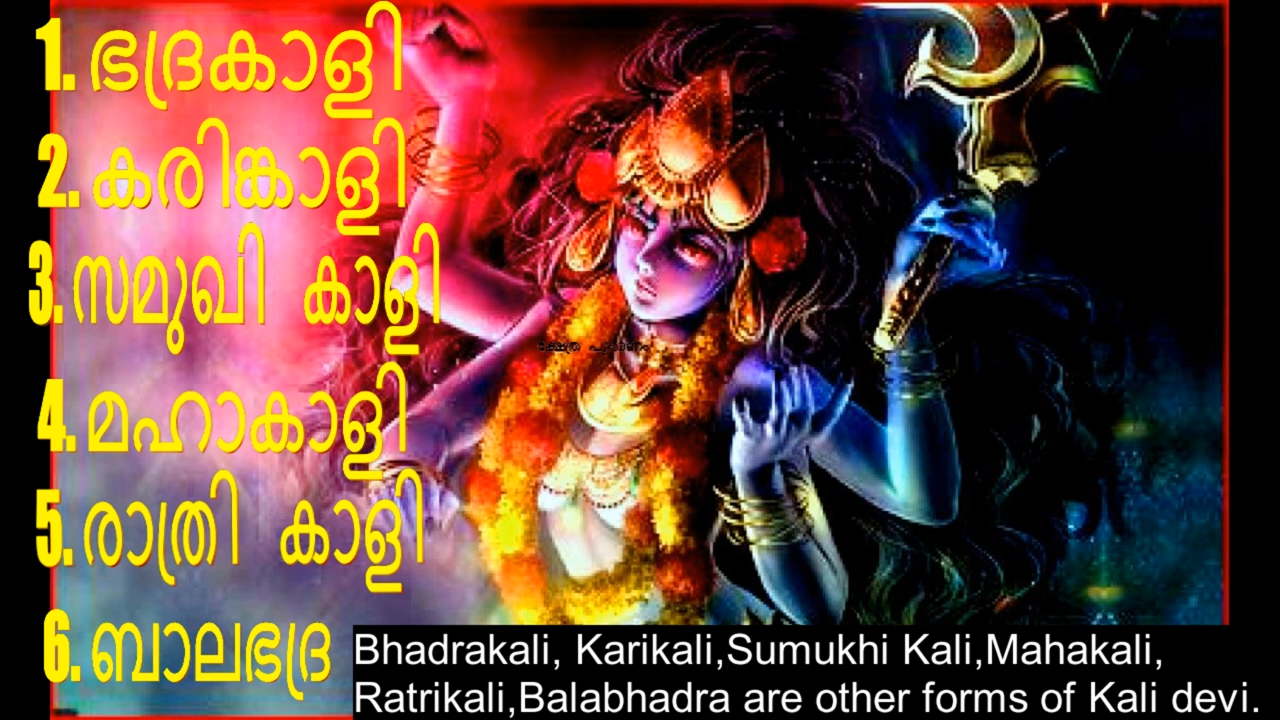 1. ഭദ്രകാളി
2. കരിങ്കാളി
3. സമുഖി കാളി
4. മഹാകാളി
5. രാത്രി കാളി
6. ബാലഭദ്ര
Bhadrakali, Karikali,Sumukhi Kali,Mahakali,
Ratrikali,Balabhadra are other forms of Kali devi.